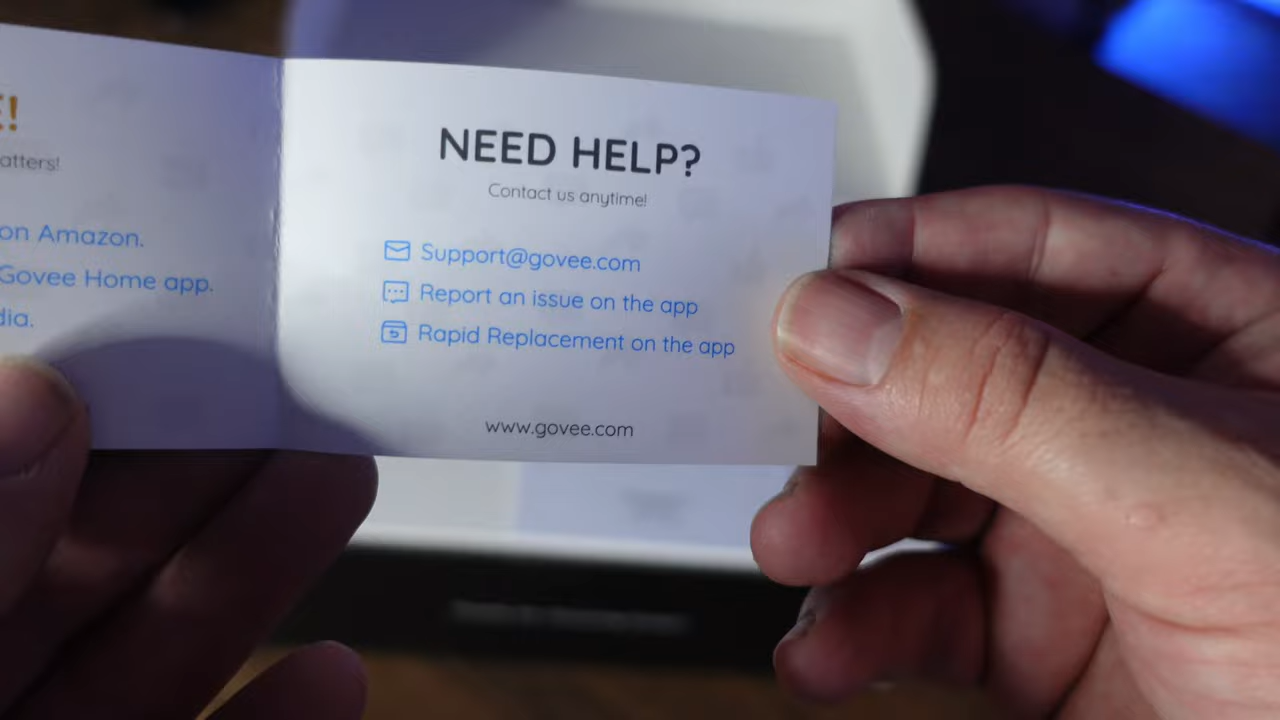 !
atters!
on Amazon.
Govee Home app.
dia.
NEED HELP?
Contact us anytime!
Support@govee.com
Report an issue on the app
Rapid Replacement on the app
www.govee.com